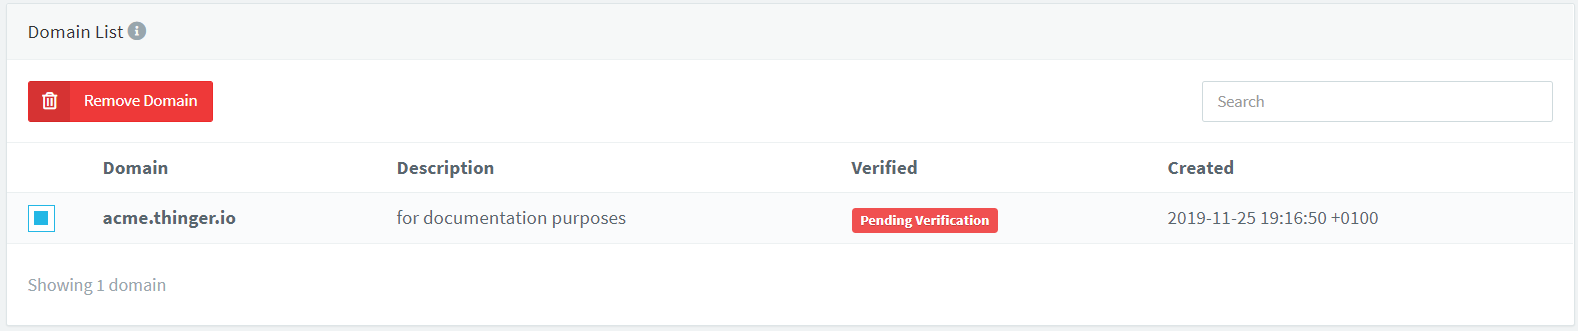 Domain List
Remove Domain
Search
Domain Description Verified Created
acme.thinger.io for documentation purposes Pending Verification 2019-11-25 19:16:50 +0100
Showing 1 domain